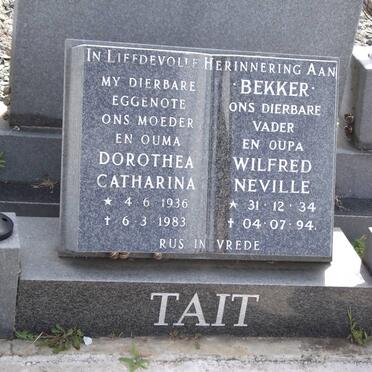 IN LIEFDEVOLLE HERINNERING AAN
MY DIERBARE
EGGENOTE
ONS MOEDER
EN OUMA
DOROTHEA
CATHARINA
★ 4·6·1936
† 6·3·1983
·BEKKER·
ONS DIERBARE
VADER
EN OUPA
WILFRED
NEVILLE
★ 31·12·34
† 04·07·94
RUS IN VREDE
TAIT